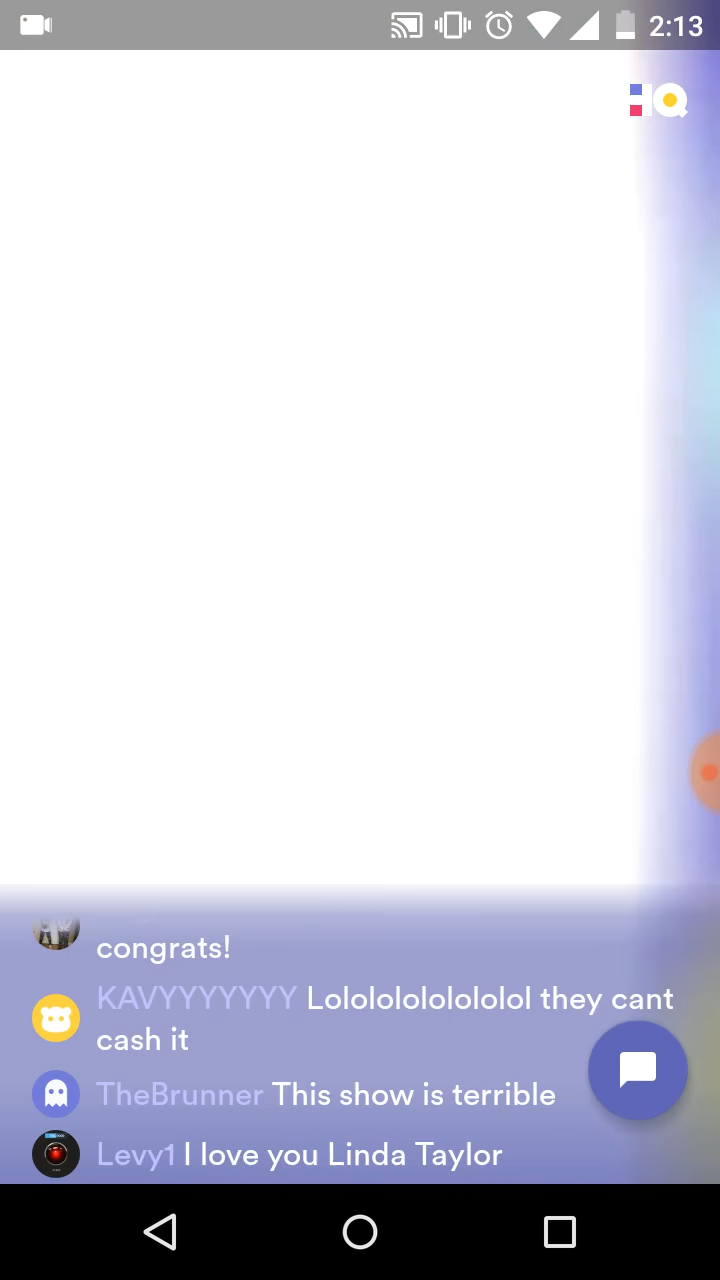 2:13
HQ
congrats!
KAVYYYYYYY Lolololololololol they cant
cash it
TheBrunner This show is terrible
Levy1 I love you Linda Taylor